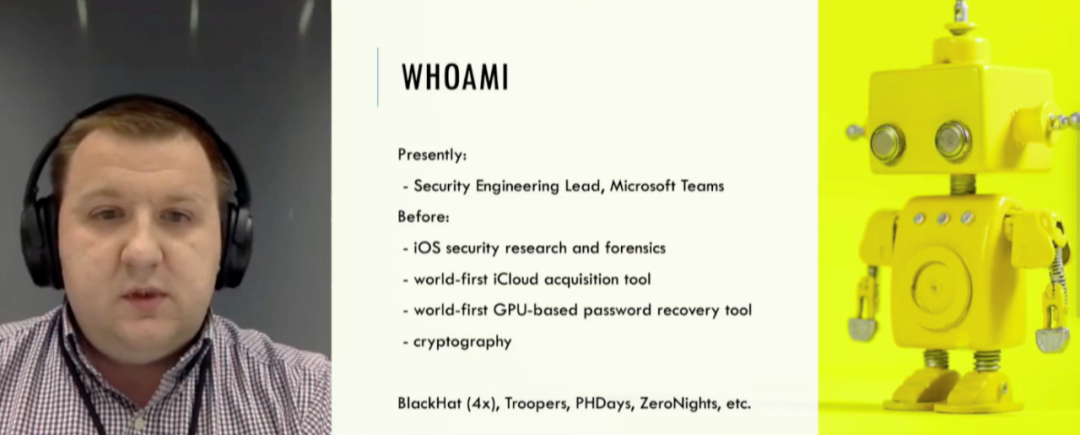 WHOAMI
Presently:
- Security Engineering Lead, Microsoft Teams
Before:
- iOS security research and forensics
- world-first iCloud acquisition tool
- world-first GPU-based password recovery tool
- cryptography
BlackHat (4x), Troopers, PHDays, ZeroNights, etc.